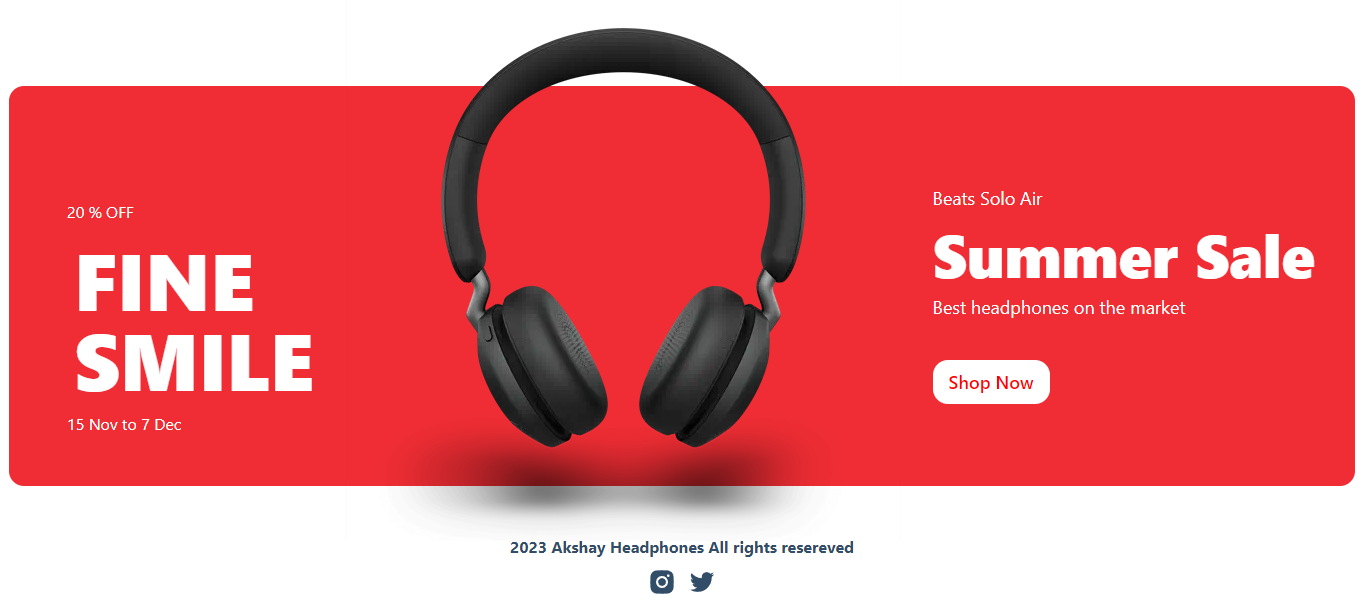 20 % OFF
FINE
SMILE
15 Nov to 7 Dec
Beats Solo Air
Summer Sale
Best headphones on the market
Shop Now
2023 Akshay Headphones All rights resereved